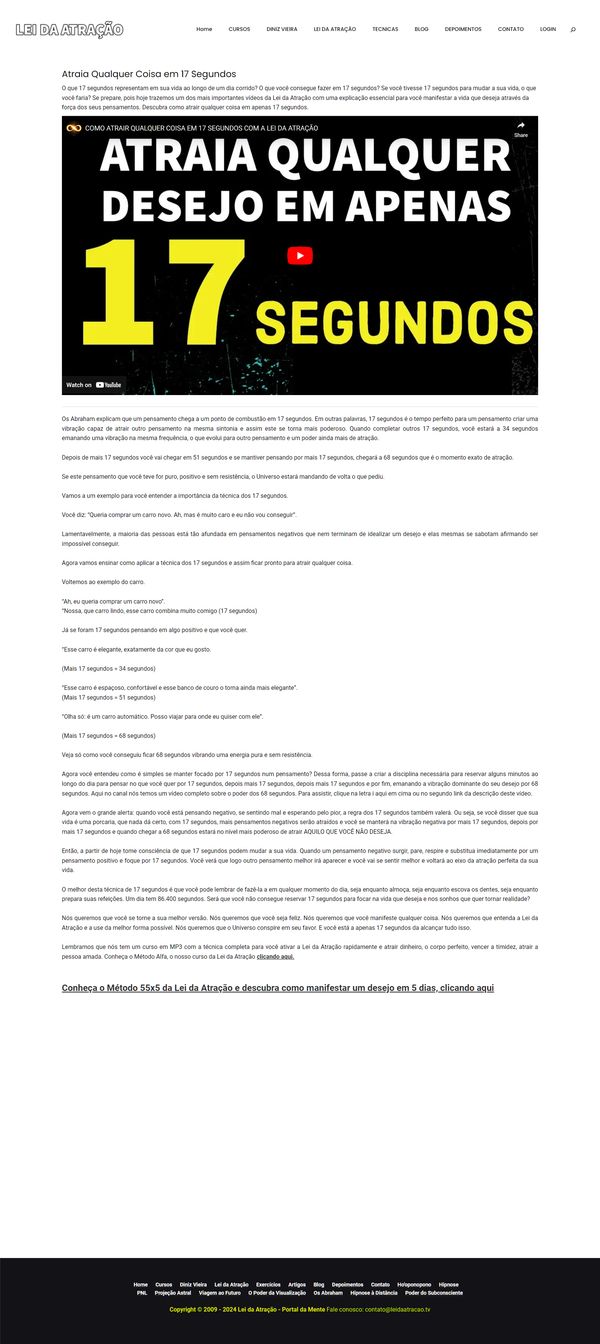 LEI DA ATRAÇÃO
Home CURSOS DINIZ VIEIRA LEI DA ATRAÇÃO TECNICAS BLOG DEPOIMENTOS CONTATO LOGIN
Atraia Qualquer Coisa em 17 Segundos
O que 17 segundos representam em sua vida ao longo de um dia corrido? O que você consegue fazer em 17 segundos? Se você tivesse 17 segundos para mudar a sua vida, o que
você faria? Se prepare, pois hoje trazemos um dos mais importantes vídeos da Lei da Atração com uma explicação essencial para você manifestar a vida que deseja através da
força dos seus pensamentos. Descubra como atrair qualquer coisa em apenas 17 segundos.
COMO ATRAIR QUALQUER COISA EM 17 SEGUNDOS COM A LEI DA ATRAÇÃO
Share
ATRAIA QUALQUER
DESEJO EM APENAS
17 SEGUNDOS
Watch on YouTube
Os Abraham explicam que um pensamento chega a um ponto de combustão em 17 segundos. Em outras palavras, 17 segundos é o tempo perfeito para um pensamento criar uma
vibração capaz de atrair outro pensamento na mesma sintonia e assim este se torna mais poderoso. Quando completar outros 17 segundos, você estará a 34 segundos
emanando uma vibração na mesma frequência, o que evolui para outro pensamento e um poder ainda mais de atração.
Depois de mais 17 segundos você vai chegar em 51 segundos e se mantiver pensando por mais 17 segundos, chegará a 68 segundos que é o momento exato de atração.
Se este pensamento que você teve for puro, positivo e sem resistência, o Universo estará mandando de volta o que pediu.
Vamos a um exemplo para você entender a importância da técnica dos 17 segundos.
Você diz: "Queria comprar um carro novo. Ah, mas é muito caro e eu não vou conseguir".
Lamentavelmente, a maioria das pessoas está tão afundada em pensamentos negativos que nem terminam de idealizar um desejo e elas mesmas se sabotam afirmando ser
impossível conseguir.
Agora vamos ensinar como aplicar a técnica dos 17 segundos e assim ficar pronto para atrair qualquer coisa.
Voltemos ao exemplo do carro.
"Ah, eu queria comprar um carro novo".
"Nossa, que carro lindo, esse carro combina muito comigo (17 segundos)
Já se foram 17 segundos pensando em algo positivo e que você quer.
"Esse carro é elegante, exatamente da cor que eu gosto.
(Mais 17 segundos = 34 segundos)
"Esse carro é espaçoso, confortável e esse banco de couro o torna ainda mais elegante".
(Mais 17 segundos = 51 segundos)
"Olha só: é um carro automático. Posso viajar para onde eu quiser com ele".
(Mais 17 segundos = 68 segundos)
Veja só como você conseguiu ficar 68 segundos vibrando uma energia pura e sem resistência.
Agora você entendeu como é simples se manter focado por 17 segundos num pensamento? Dessa forma, passe a criar a disciplina necessária para reservar alguns minutos ao
longo do dia para pensar no que você quer por 17 segundos, depois mais 17 segundos, depois mais 17 segundos e por fim, emanando a vibração dominante do seu desejo por 68
segundos. Aqui no canal nós temos um vídeo completo sobre o poder dos 68 segundos. Para assistir, clique na letra i aqui em cima ou no segundo link da descrição deste vídeo.
Agora vem o grande alerta: quando você está pensando negativo, se sentindo mal e esperando pelo pior, a regra dos 17 segundos também valerá. Ou seja, se você disser que sua
vida é uma porcaria, que nada dá certo, com 17 segundos, mais pensamentos negativos serão atraídos e você se manterá na vibração negativa por mais 17 segundos, depois por
mais 17 segundos e quando chegar a 68 segundos estará no nível mais poderoso de atrair AQUILO QUE VOCÊ NÃO DESEJA.
Então, a partir de hoje tome consciência de que 17 segundos podem mudar a sua vida. Quando um pensamento negativo surgir, pare, respire e substitua imediatamente por um
pensamento positivo e foque por 17 segundos. Você verá que logo outro pensamento melhor irá aparecer e você vai se sentir melhor e voltará ao eixo da atração perfeita da sua
vida.
O melhor desta técnica de 17 segundos é que você pode lembrar de fazê-la a em qualquer momento do dia, seja enquanto almoça, seja enquanto escova os dentes, seja enquanto
prepara suas refeições. Um dia tem 86.400 segundos. Será que você não consegue reservar 17 segundos para focar na vida que deseja e nos sonhos que quer tornar realidade?
Nós queremos que você se torne a sua melhor versão. Nós queremos que você seja feliz. Nós queremos que você manifeste qualquer coisa. Nós queremos que entenda a Lei da
Atração e a use da melhor forma possível. Nós queremos que o Universo conspire em seu favor. E você está a apenas 17 segundos da alcançar tudo isso.
Lembramos que nós tem um curso em MP3 com a técnica completa para você ativar a Lei da Atração rapidamente e atrair dinheiro, o corpo perfeito, vencer a timidez, atrair a
pessoa amada. Conheça o Método Alfa, o nosso curso da Lei da Atração clicando aqui.
Conheça o Método 55x5 da Lei da Atração e descubra como manifestar um desejo em 5 dias, clicando aqui
Home Cursos Diniz Vieira Lei da Atração Exercícios Artigos Blog Depoimentos Contato Ho'oponopono Hipnose
PNL Projeção Astral Viagem ao Futuro O Poder da Visualização Os Abraham Hipnose à Distância Poder do Subconsciente
Copyright © 2009 - 2024 Lei da Atração - Portal da Mente Fale conosco: contato@leidaatracao.tv